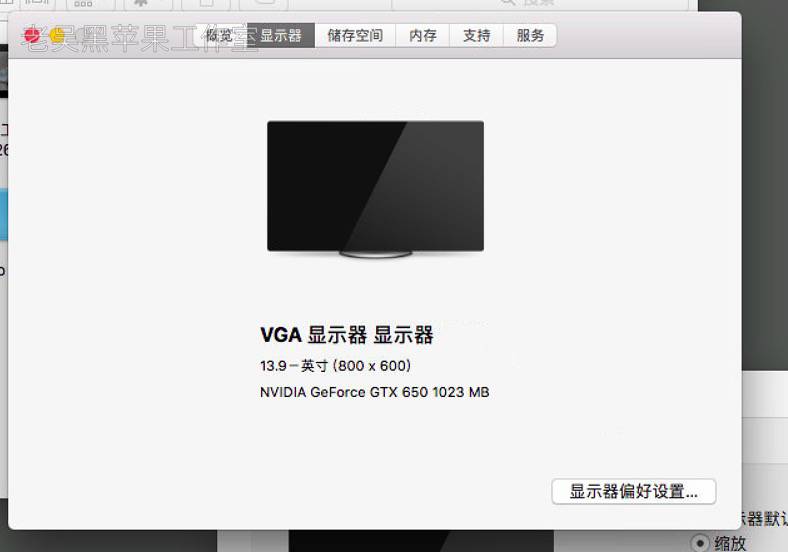 搜索
老吴黑苹果工作室
概览 显示器 储存空间 内存 支持 服务
VGA 显示器 显示器
13.9－英寸 (800 x 600)
NVIDIA GeForce GTX 650 1023 MB
显示器偏好设置...
示器默认
缩放